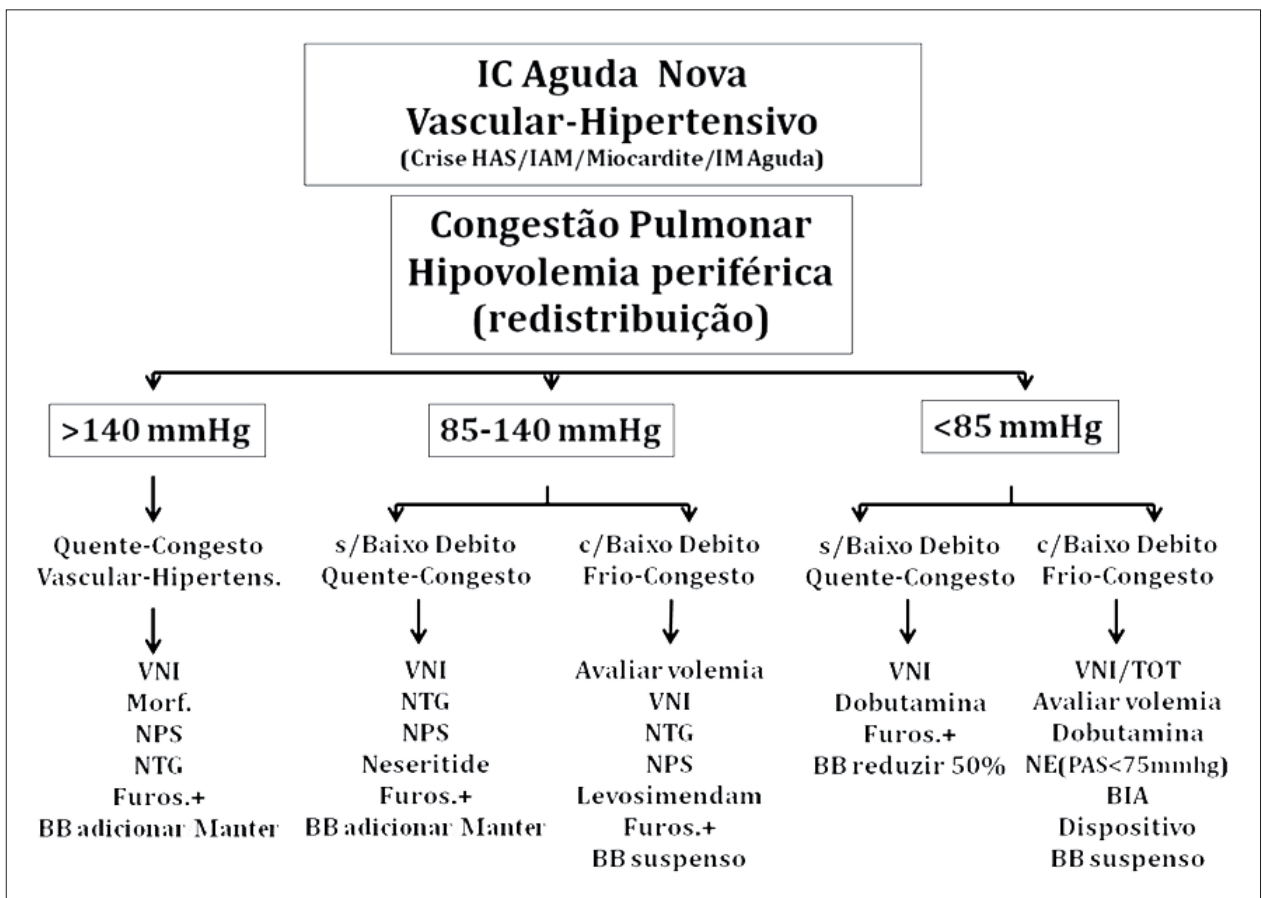 IC Aguda Nova
Vascular-Hipertensivo
(Crise HAS/IAM/Miocardite/IM Aguda)
Congestão Pulmonar
Hipovolemia periférica
(redistribuição)
>140 mmHg
85-140 mmHg
<85 mmHg
Quente-Congesto
Vascular-Hipertens.
VNI
Morf.
NPS
NTG
Furos.+
BB adicionar Manter
s/Baixo Debito
Quente-Congesto
VNI
NTG
NPS
Neseritide
Furos.+
BB adicionar Manter
c/Baixo Debito
Frio-Congesto
Avaliar volemia
VNI
NTG
NPS
Levosimendam
Furos.+
BB suspenso
s/Baixo Debito
Quente-Congesto
VNI
Dobutamina
Furos.+
BB reduzir 50%
c/Baixo Debito
Frio-Congesto
VNI/TOT
Avaliar volemia
Dobutamina
NE(PAS<75mmhg)
BIA
Dispositivo
BB suspenso